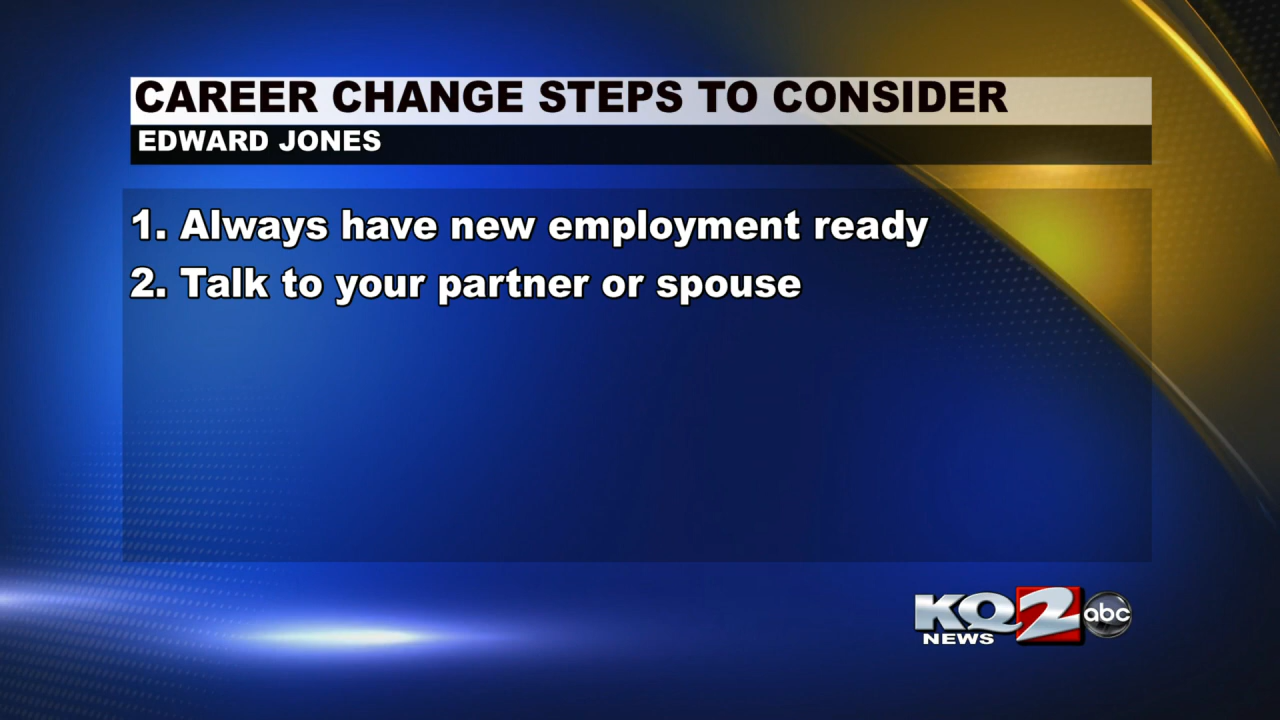 CAREER CHANGE STEPS TO CONSIDER
EDWARD JONES
1. Always have new employment ready
2. Talk to your partner or spouse
KQ2 abc
NEWS